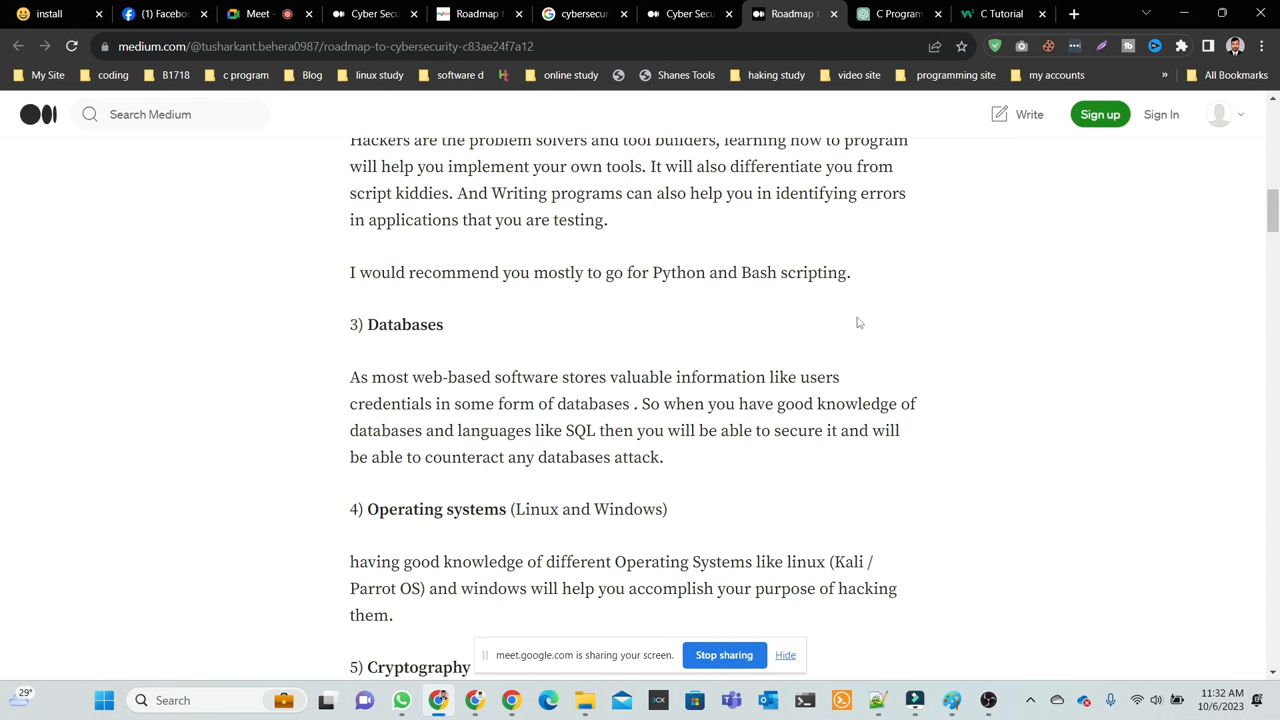 install
Facebook
Meet -
Cyber Secu
Roadmap t
cybersecur
Cyber Secu
Roadmap to
C Program
C Tutorial
medium.com/@tusharkant.behera0987/roadmap-to-cybersecurity-c83ae24f7a12
My Site
coding
B1718
c program
Blog
linux study
software d
online study
Shanes Tools
haking study
video site
programming site
my accounts
»
All Bookmarks
Search Medium
Write
Sign up
Sign In
Hackers are the problem solvers and tool builders, learning how to program
will help you implement your own tools. It will also differentiate you from
script kiddies. And Writing programs can also help you in identifying errors
in applications that you are testing.
I would recommend you mostly to go for Python and Bash scripting.
3) Databases
As most web-based software stores valuable information like users
credentials in some form of databases . So when you have good knowledge of
databases and languages like SQL then you will be able to secure it and will
be able to counteract any databases attack.
4) Operating systems (Linux and Windows)
having good knowledge of different Operating Systems like linux (Kali /
Parrot OS) and windows will help you accomplish your purpose of hacking
them.
5) Cryptography
meet.google.com is sharing your screen.
Stop sharing
Hide
29°
Search
11:32 AM
10/6/2023